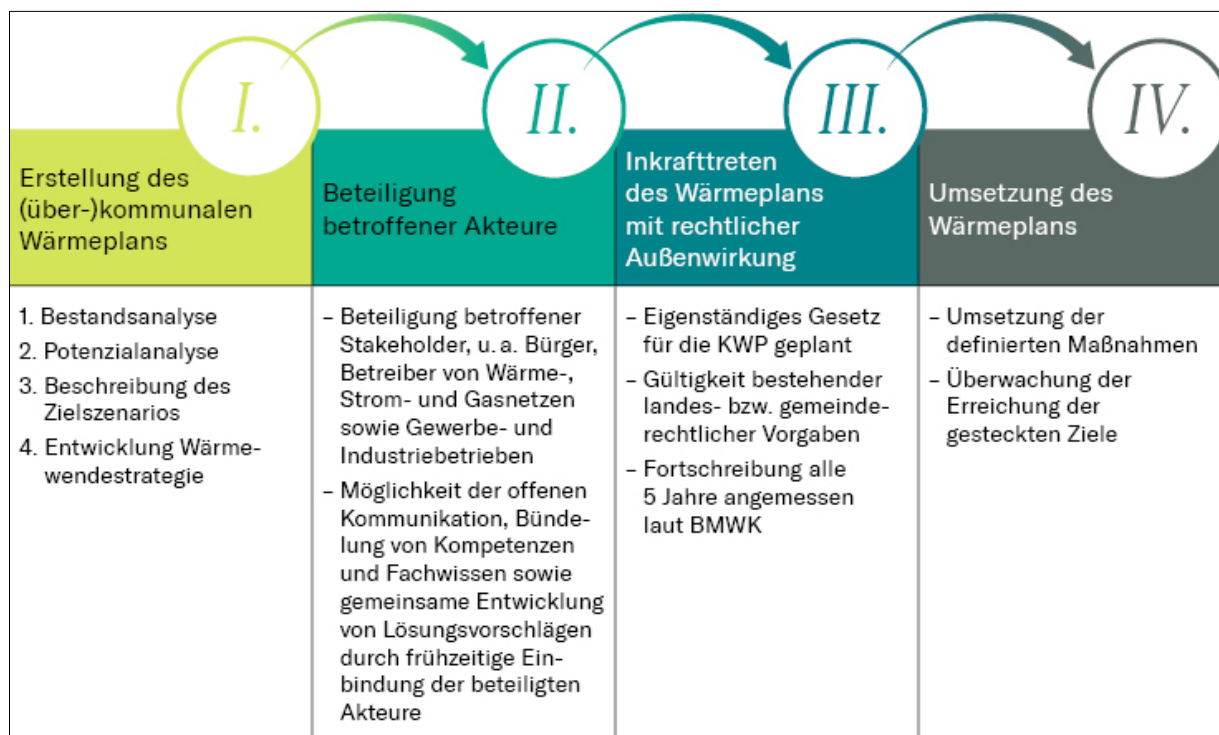 I.
Erstellung des
(über-)kommunalen
Wärmeplans
1. Bestandsanalyse
2. Potenzialanalyse
3. Beschreibung des
Zielszenarios
4. Entwicklung Wärme-
wendestrategie
II.
Beteiligung
betroffener Akteure
– Beteiligung betroffener
Stakeholder, u. a. Bürger,
Betreiber von Wärme-,
Strom- und Gasnetzen
sowie Gewerbe- und
Industriebetrieben
– Möglichkeit der offenen
Kommunikation, Bünde-
lung von Kompetenzen
und Fachwissen sowie
gemeinsame Entwicklung
von Lösungsvorschlägen
durch frühzeitige Ein-
bindung der beteiligten
Akteure
III.
Inkrafttreten
des Wärmeplans
mit rechtlicher
Außenwirkung
– Eigenständiges Gesetz
für die KWP geplant
– Gültigkeit bestehender
landes- bzw. gemeinde-
rechtlicher Vorgaben
– Fortschreibung alle
5 Jahre angemessen
laut BMWK
IV.
Umsetzung des
Wärmeplans
– Umsetzung der
definierten Maßnahmen
– Überwachung der
Erreichung der
gesteckten Ziele